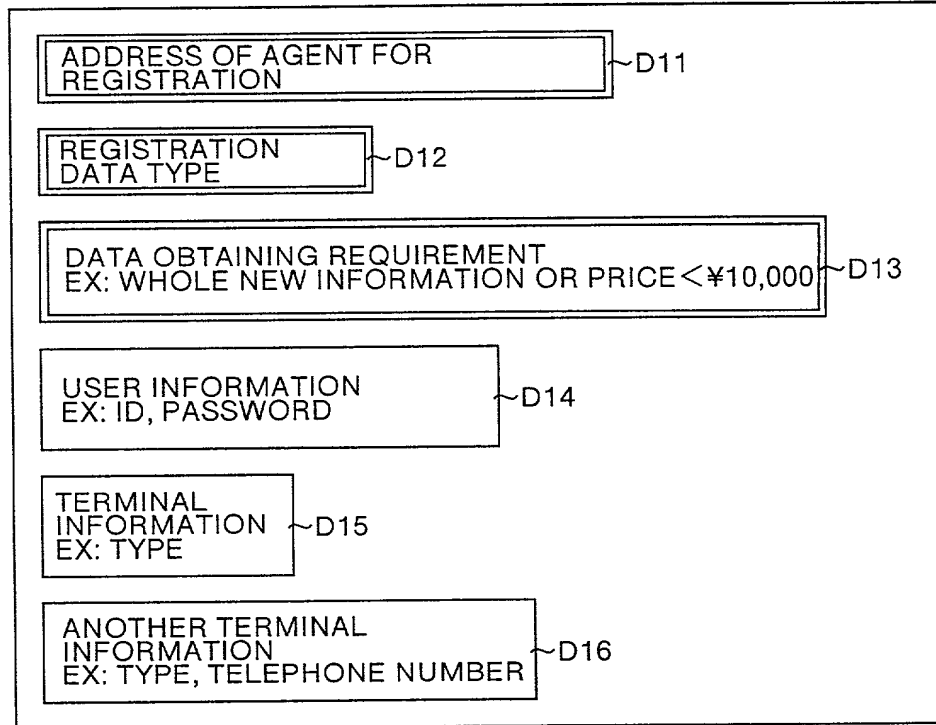 ADDRESS OF AGENT FOR
REGISTRATION
D11
REGISTRATION
DATA TYPE
D12
DATA OBTAINING REQUIREMENT
EX: WHOLE NEW INFORMATION OR PRICE<¥10,000
D13
USER INFORMATION
EX: ID, PASSWORD
D14
TERMINAL
INFORMATION
EX: TYPE
D15
ANOTHER TERMINAL
INFORMATION
EX: TYPE, TELEPHONE NUMBER
D16